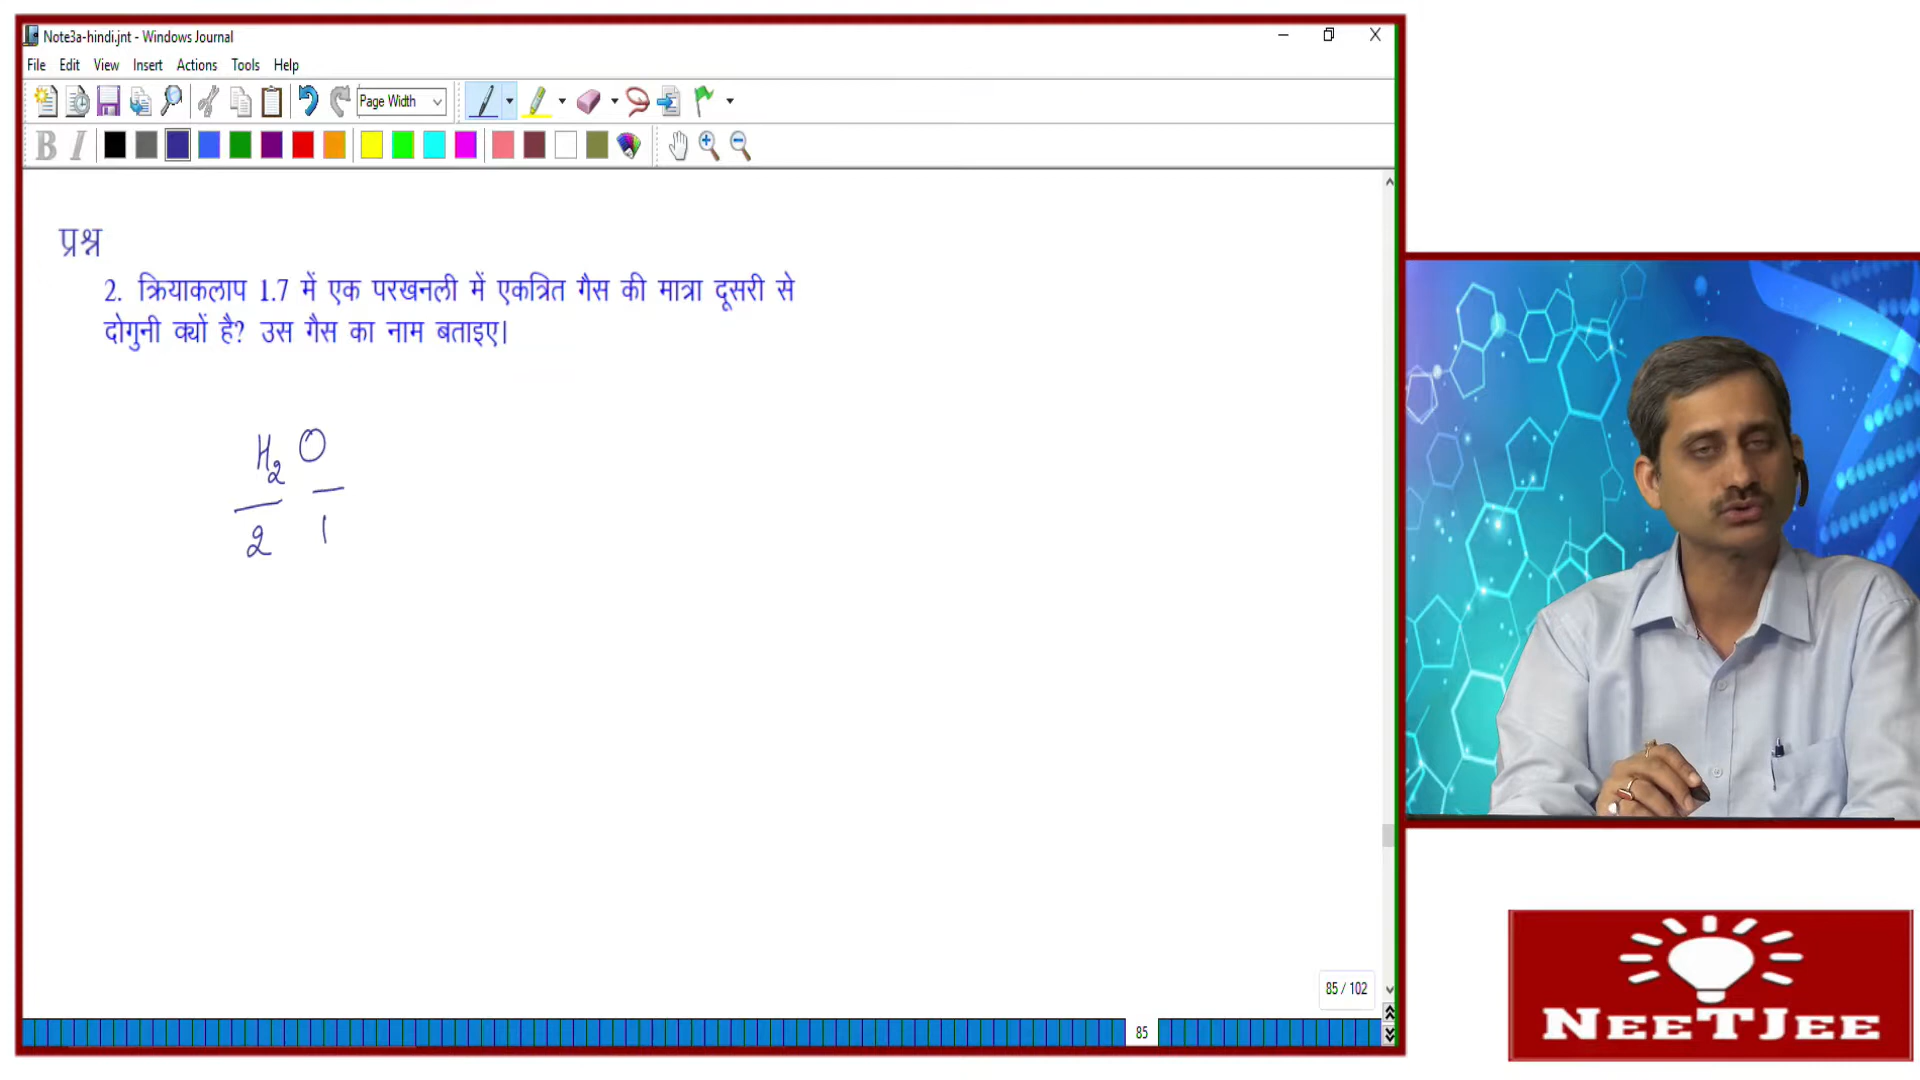 Note3a-hindi.jnt - Windows Journal
File Edit View Insert Actions Tools Help
Page Width
B I
प्रश्न
2. क्रियाकलाप 1.7 में एक परखनली में एकत्रित गैस की मात्रा दूसरी से
दोगुनी क्यों है? उस गैस का नाम बताइए।
H2 O
2 1
85 / 102
85
NEETJEE